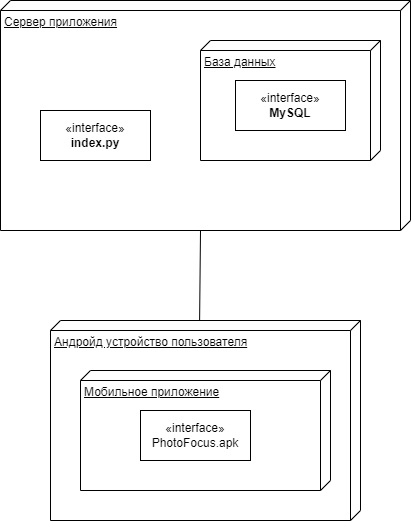 Сервер приложения
База данных
«interface»
MySQL
«interface»
index.py
Андройд устройство пользователя
Мобильное приложение
«interface»
PhotoFocus.apk